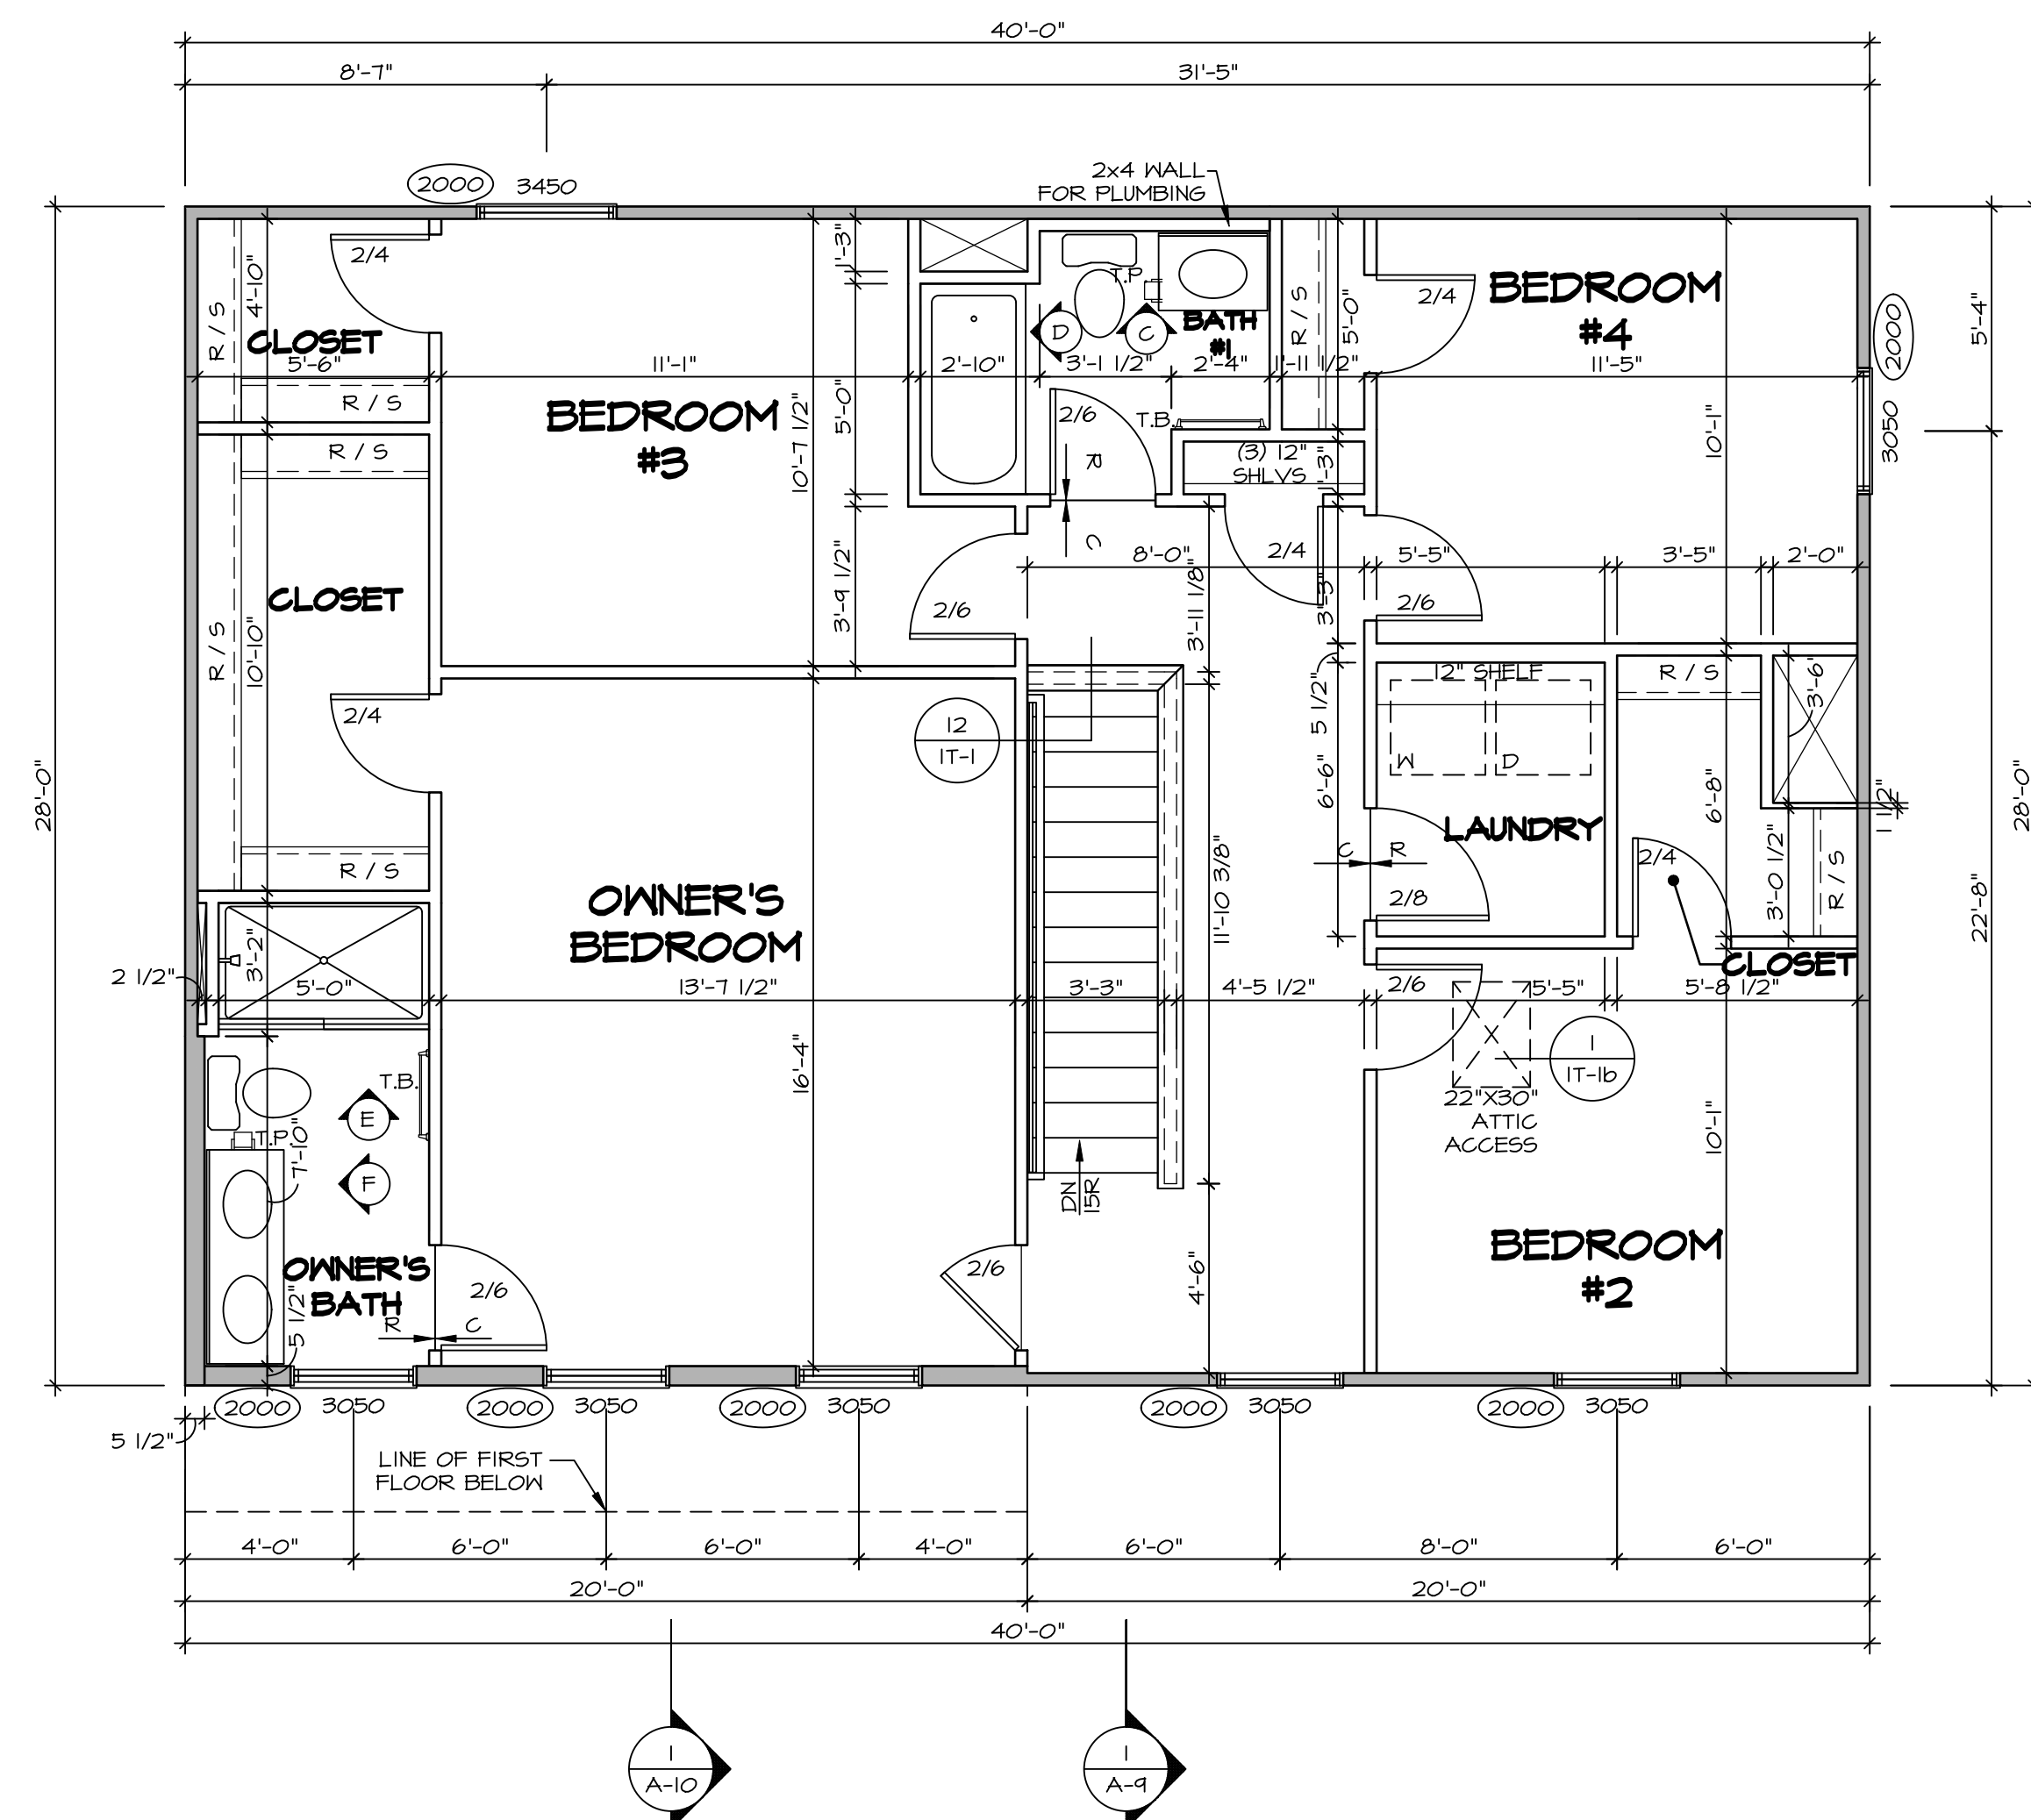 40'-0"
8'-7"
31'-5"
2x4 WALL
FOR PLUMBING
2000
3450
1'-3"
2/4
4'-10"
T.P.
2/4
BEDROOM
#4
R / S
CLOSET
R / S
5'-0"
D
C
BATH
#1
2000
5'-4"
5'-6"
11'-1"
2'-10"
3'-1 1/2"
2'-4"
1'-11 1/2"
11'-5"
R / S
BEDROOM
#3
10'-7 1/2"
5'-0"
2/6
T.B.
10'-1"
3050
R / S
R
(3) 12"
SHLVS
1'-3"
C
8'-0"
2/4
5'-5"
3'-5"
2'-0"
CLOSET
3'-9 1/2"
2/6
3'-11 1/8"
3'-3"
2/6
R / S
10'-10"
12" SHELF
R / S
3'-6"
2/4
12
1T-1
5 1/2"
W
D
28'-0"
6'-6"
6'-8"
1 1/2"
28'-0"
LAUNDRY
C
R
2/4
R / S
OWNER'S
BEDROOM
11'-10 3/8"
2/8
3'-0 1/2"
R / S
22'-8"
3'-2"
CLOSET
2 1/2"
5'-0"
13'-7 1/2"
3'-3"
4'-5 1/2"
2/6
5'-5"
5'-8 1/2"
16'-4"
1
1T-1b
T.B.
E
22"X30"
ATTIC
ACCESS
10'-1"
T.P.
7'-10"
F
DN
15R
BEDROOM
#2
OWNER'S
BATH
2/6
2/6
4'-6"
5 1/2"
R
C
2000
3050
2000
3050
2000
3050
2000
3050
2000
3050
5 1/2"
LINE OF FIRST
FLOOR BELOW
4'-0"
6'-0"
6'-0"
4'-0"
6'-0"
8'-0"
6'-0"
20'-0"
20'-0"
40'-0"
1
A-10
1
A-9